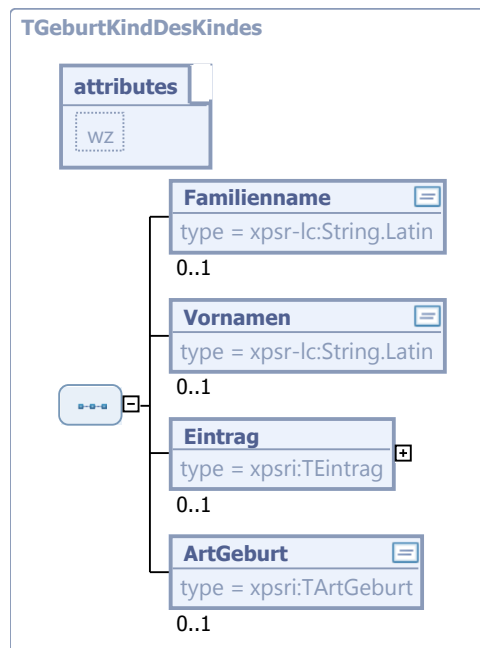 TGeburtKindDesKindes
attributes
wz
Familienname
type = xpsr-lc:String.Latin
0..1
Vornamen
type = xpsr-lc:String.Latin
0..1
Eintrag
type = xpsri:TEintrag
0..1
ArtGeburt
type = xpsri:TArtGeburt
0..1